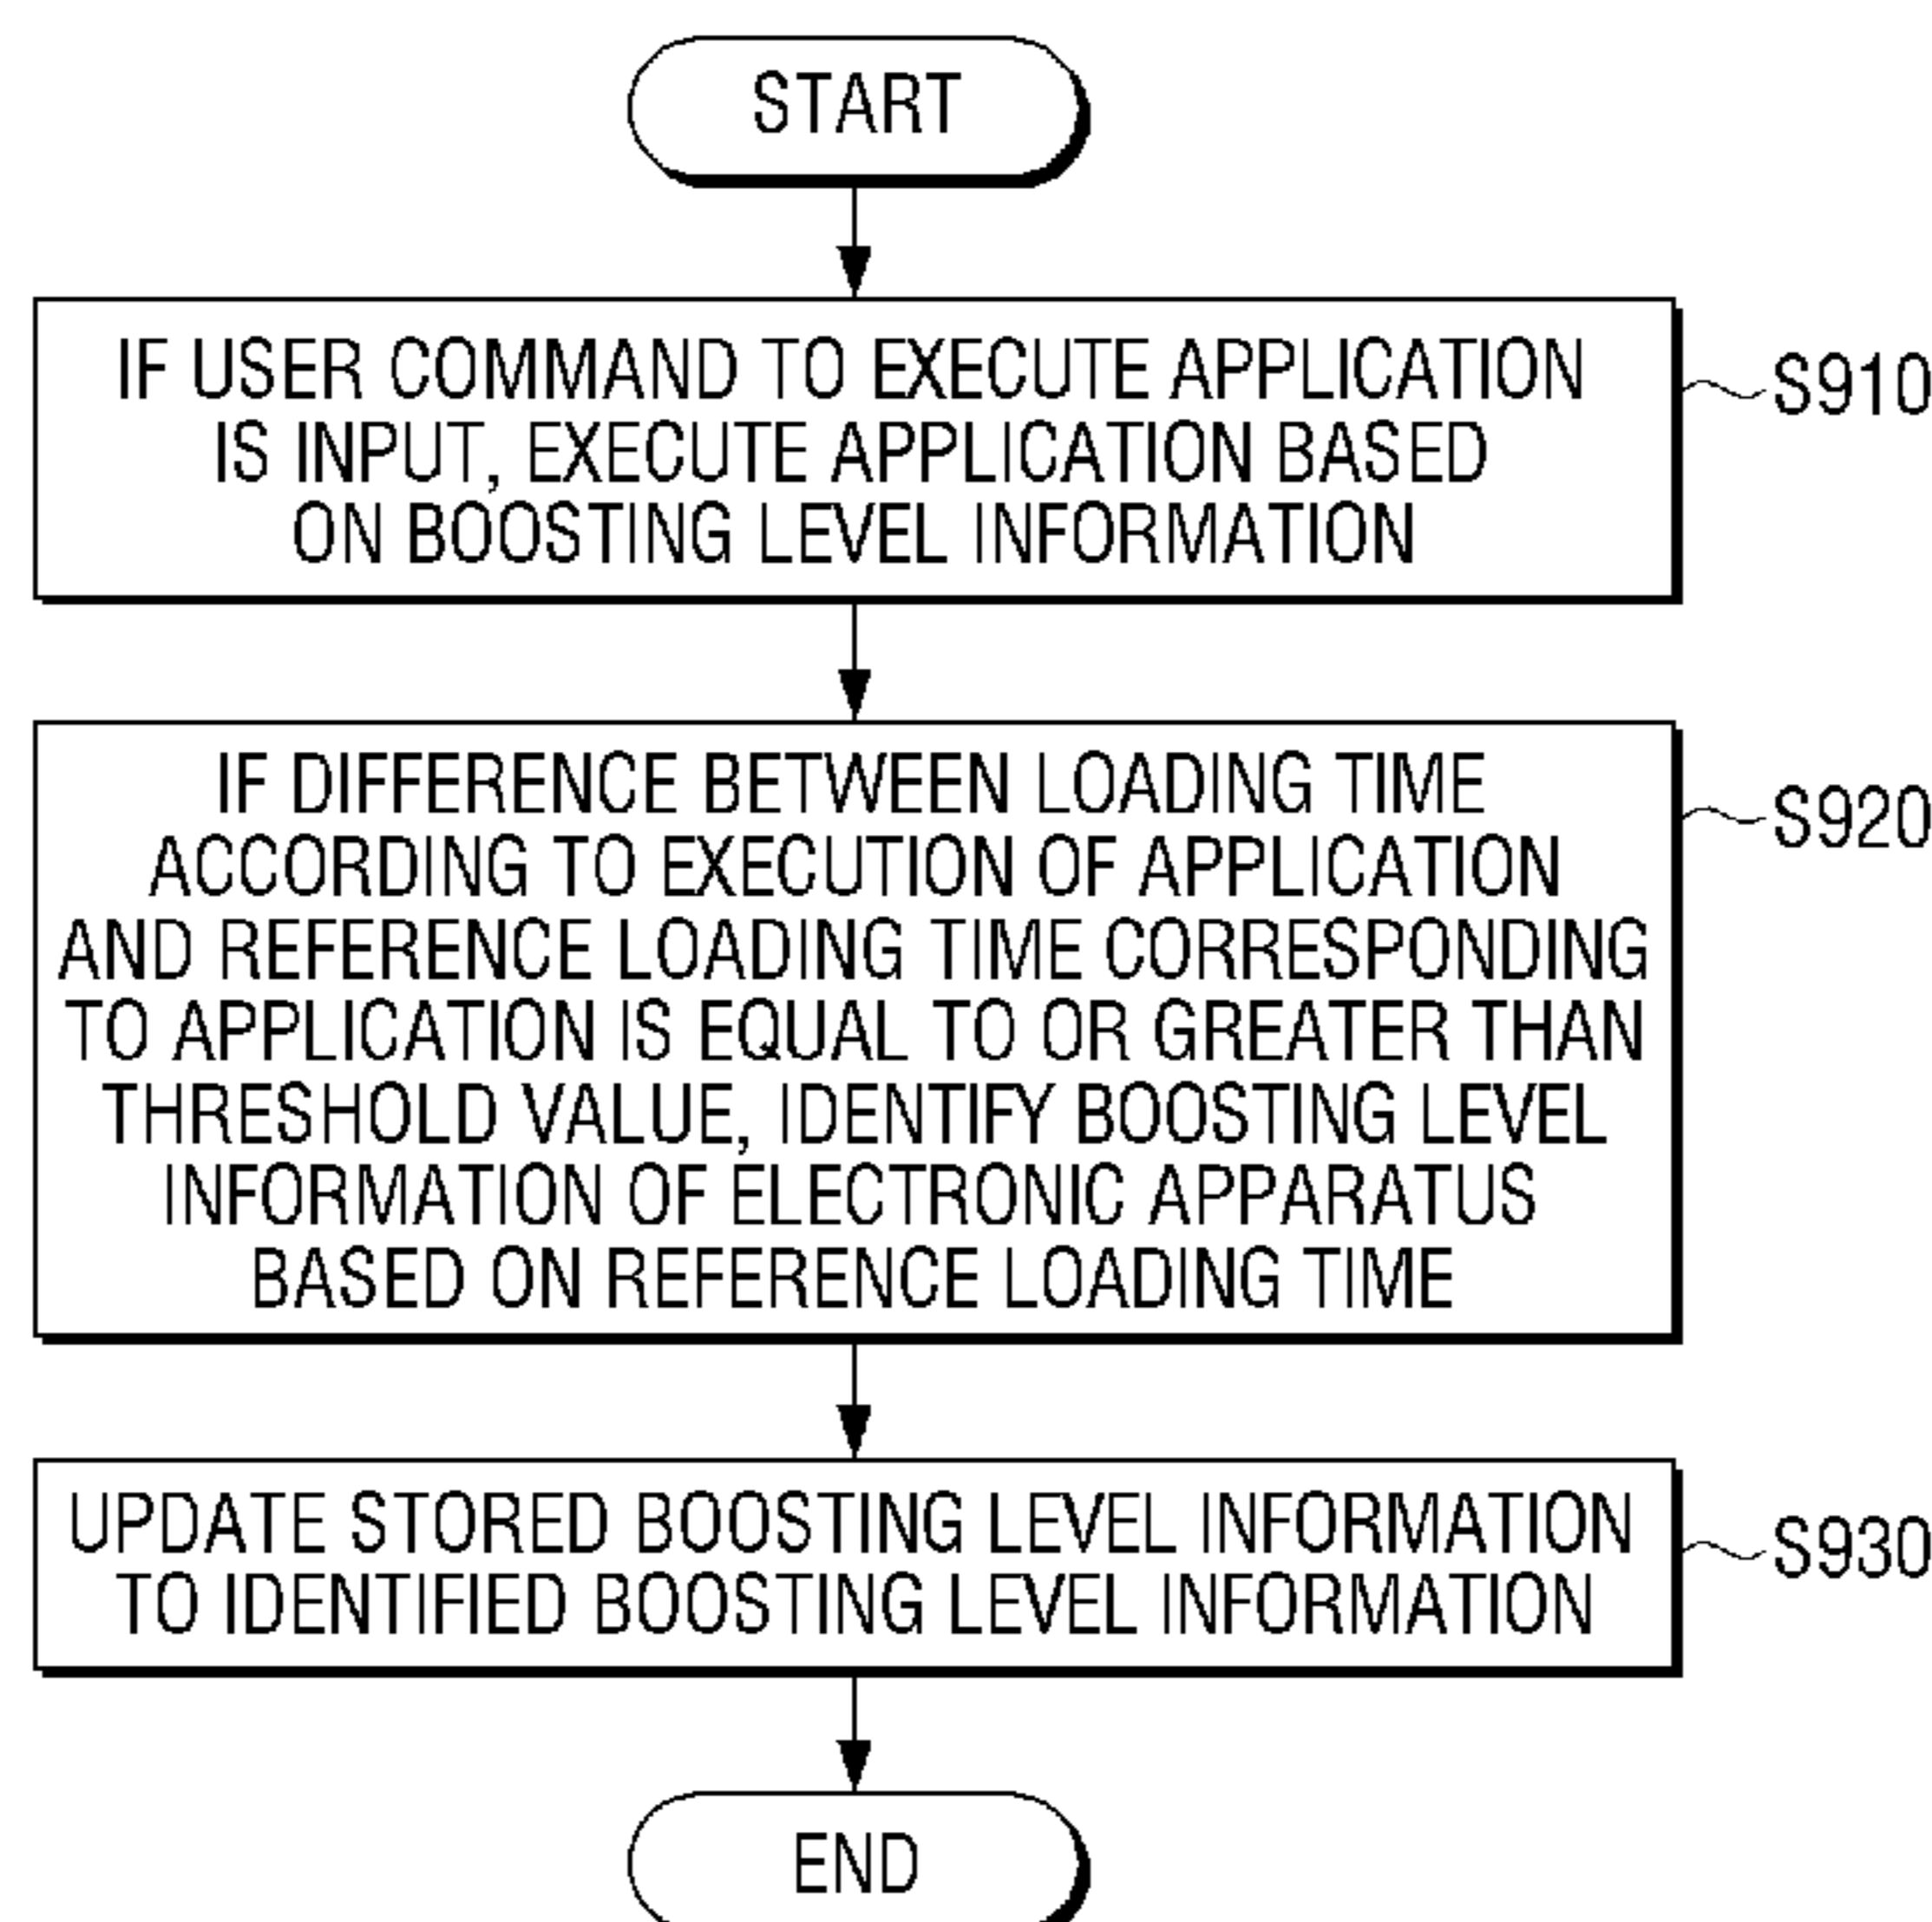 START
IF USER COMMAND TO EXECUTE APPLICATION
IS INPUT, EXECUTE APPLICATION BASED
ON BOOSTING LEVEL INFORMATION
S910
IF DIFFERENCE BETWEEN LOADING TIME
ACCORDING TO EXECUTION OF APPLICATION
AND REFERENCE LOADING TIME CORRESPONDING
TO APPLICATION IS EQUAL TO OR GREATER THAN
THRESHOLD VALUE, IDENTIFY BOOSTING LEVEL
INFORMATION OF ELECTRONIC APPARATUS
BASED ON REFERENCE LOADING TIME
S920
UPDATE STORED BOOSTING LEVEL INFORMATION
TO IDENTIFIED BOOSTING LEVEL INFORMATION
S930
END